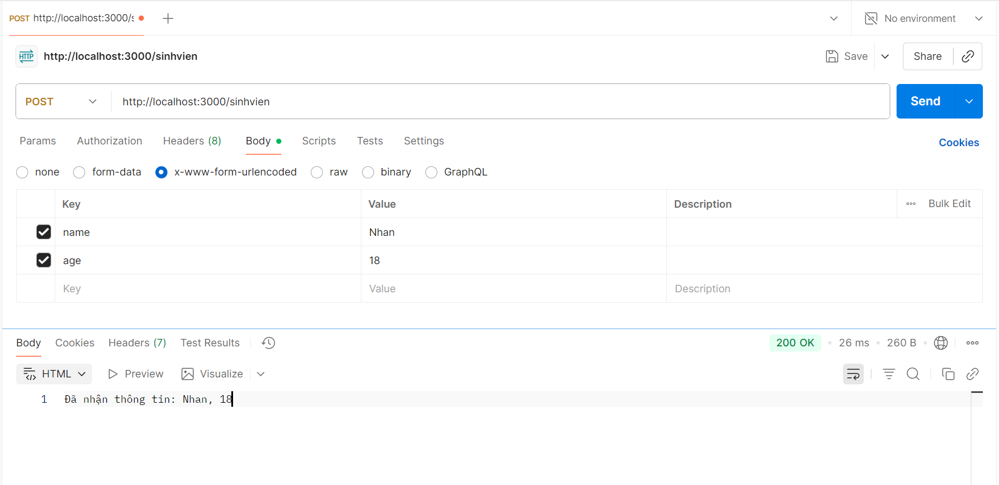 POST http://localhost:3000/s
No environment
HTTP http://localhost:3000/sinhvien
Save
Share
POST http://localhost:3000/sinhvien
Send
Params Authorization Headers (8) Body Scripts Tests Settings
Cookies
none form-data x-www-form-urlencoded raw binary GraphQL
Key Value Description Bulk Edit
name Nhan
age 18
Key Value Description
Body Cookies Headers (7) Test Results
200 OK 26 ms 260 B
HTML Preview Visualize
1 Đã nhận thông tin: Nhan, 18